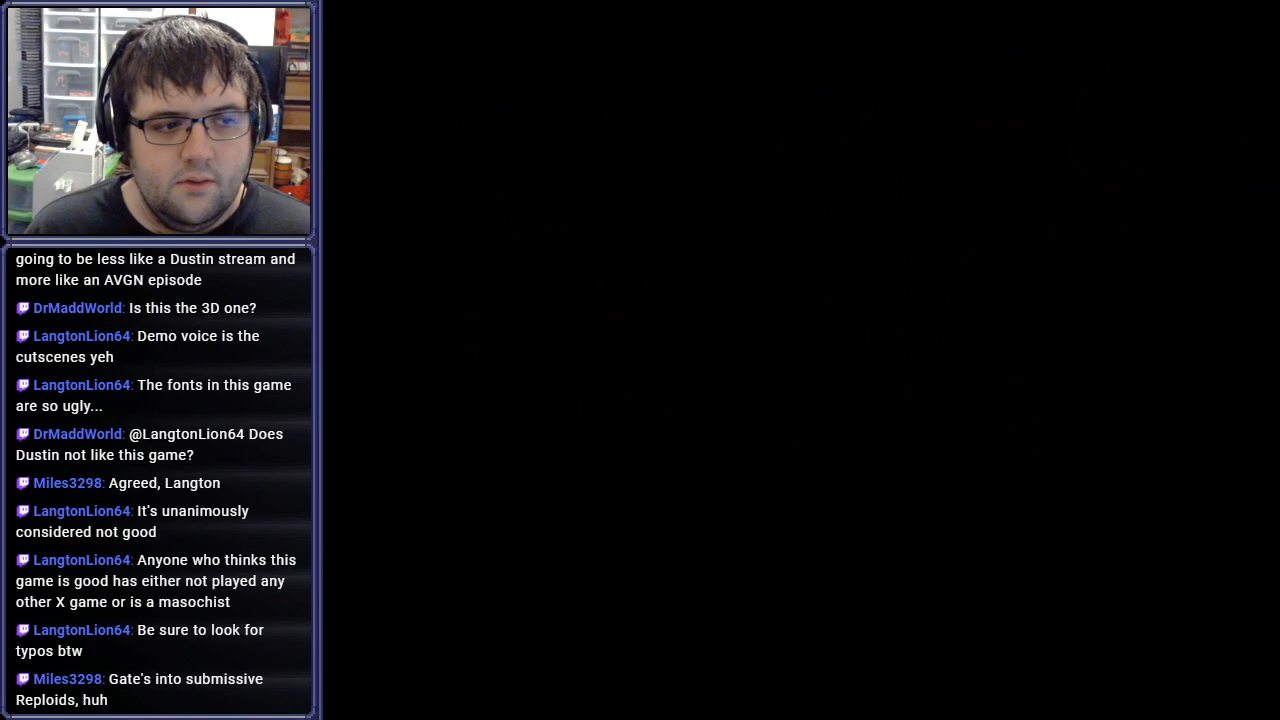 going to be less like a Dustin stream and
more like an AVGN episode
DrMaddWorld: Is this the 3D one?
LangtonLion64: Demo voice is the
cutscenes yeh
LangtonLion64: The fonts in this game
are so ugly...
DrMaddWorld: @LangtonLion64 Does
Dustin not like this game?
Miles3298: Agreed, Langton
LangtonLion64: It's unanimously
considered not good
LangtonLion64: Anyone who thinks this
game is good has either not played any
other X game or is a masochist
LangtonLion64: Be sure to look for
typos btw
Miles3298: Gate's into submissive
Reploids, huh